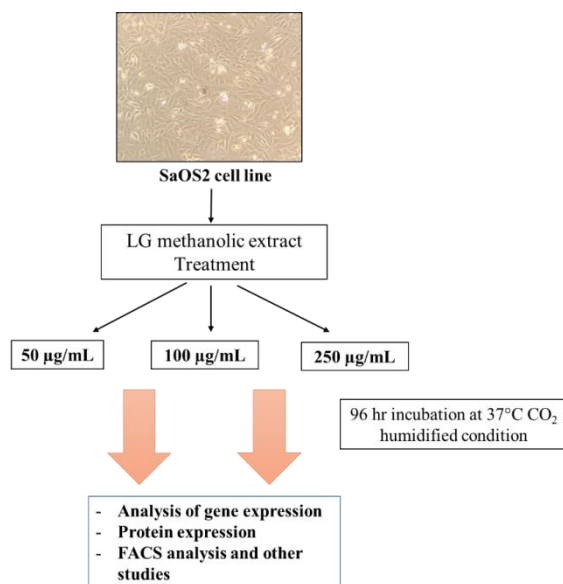 SaOS2 cell line
LG methanolic extract
Treatment
50 µg/mL
100 µg/mL
250 µg/mL
96 hr incubation at 37°C CO₂
humidified condition
- Analysis of gene expression
- Protein expression
- FACS analysis and other
studies